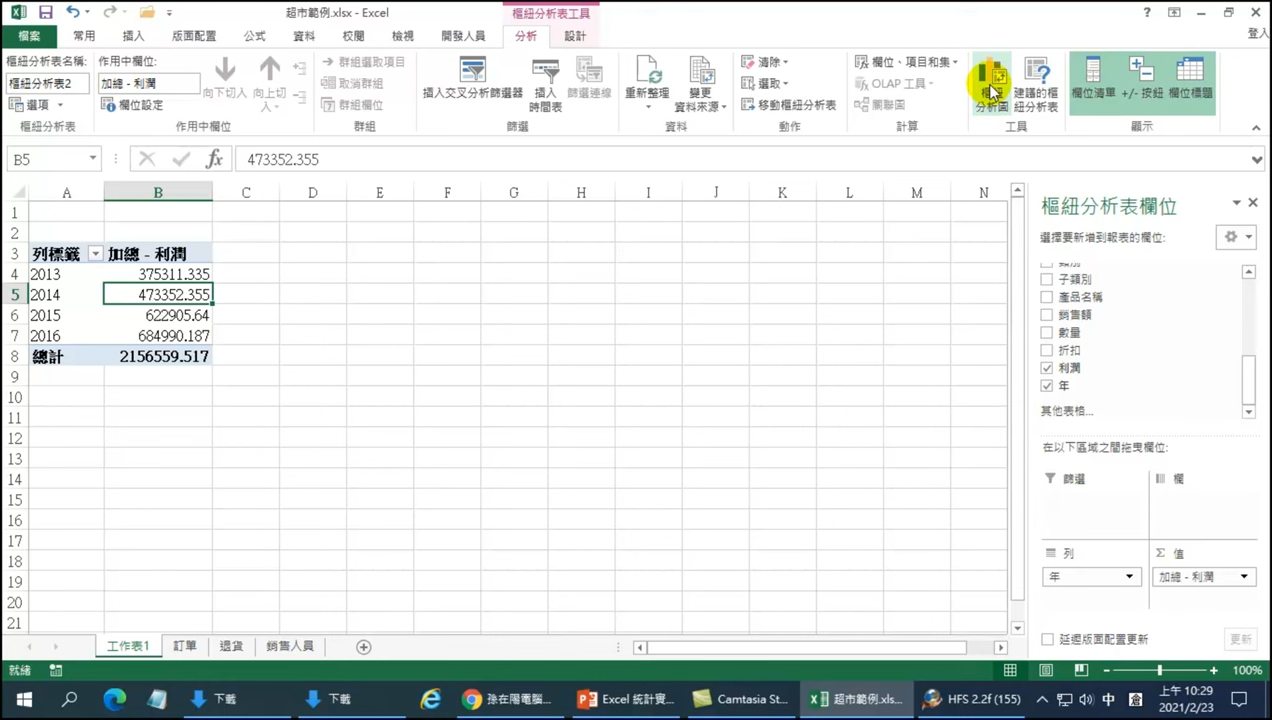 超市範例.xlsx - Excel
樞紐分析表工具
?
登入
檔案
常用
插入
版面配置
公式
資料
校閱
檢視
開發人員
分析
設計
樞紐分析表名稱:
樞紐分析表2
選項
樞紐分析表
作用中欄位:
加總 - 利潤
欄位設定
向下切入
向上切入
作用中欄位
群組選取項目
取消群組
群組欄位
群組
插入交叉分析篩選器
插入時間表
篩選連線
篩選
重新整理
變更
資料來源
資料
清除
選取
移動樞紐分析表
動作
欄位、項目和集
OLAP 工具
關聯圖
計算
樞紐
分析圖
建議的樞
紐分析表
工具
欄位清單
+/- 按鈕
欄位標題
顯示
B5
fx
473352.355
A B C D E F G H I J K L M N
1
2
3 列標籤 加總 - 利潤
4 2013 375311.335
5 2014 473352.355
6 2015 622905.64
7 2016 684990.187
8 總計 2156559.517
9
10
11
12
13
14
15
16
17
18
19
20
21
樞紐分析表欄位
選擇要新增到報表的欄位:
子類別
產品名稱
銷售額
數量
折扣
利潤
年
其他表格...
在以下區域之間拖曳欄位:
篩選
欄
列
Σ 值
年
加總 - 利潤
延遲版面配置更新
更新
工作表1
訂單
退貨
銷售人員
就緒
100%
下載
下載
孫在陽電腦...
Excel 統計實...
Camtasia St...
超市範例.xls...
HFS 2.2f (155)
中
上午 10:29
2021/2/23